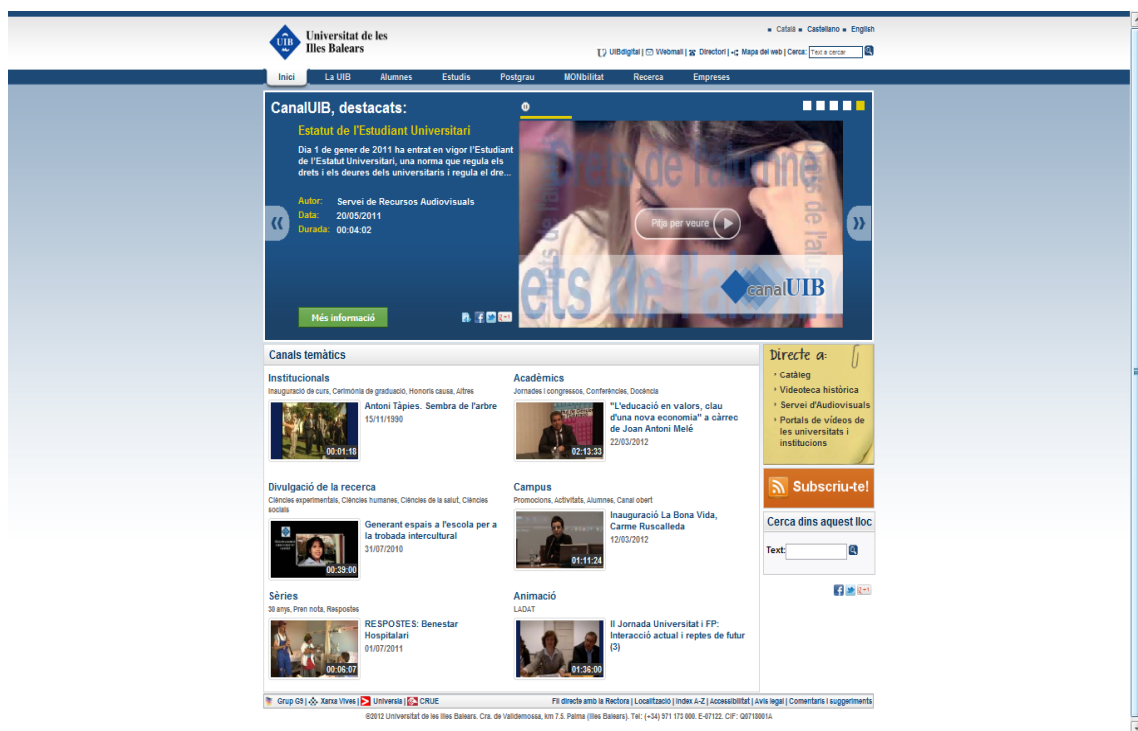 Català Castellano English
UIB
Universitat de les
Illes Balears
UIBdigital | Webmail | Directori | Mapa del web | Cerca: Text a cercar
Inici La UIB Alumnes Estudis Postgrau MONbilitat Recerca Empreses
CanalUIB, destacats:
Estatut de l'Estudiant Universitari
Dia 1 de gener de 2011 ha entrat en vigor l'Estudiant
de l'Estatut Universitari, una norma que regula els
drets i els deures dels universitaris i regula el dre...
Autor: Servei de Recursos Audiovisuals
Data: 20/05/2011
Durada: 00:04:02
Més informació
Drets de l'alumne
Pitja per veure
canalUIB
Canals temàtics
Institucionals
Inauguració de curs, Cerimònia de graduació, Honoris causa, Altres
Antoni Tàpies. Sembra de l'arbre
15/11/1990
00:01:18
Acadèmics
Jornades i congressos, Conferències, Docència
"L'educació en valors, clau
d'una nova economia" a càrrec
de Joan Antoni Melé
22/03/2012
02:13:33
Divulgació de la recerca
Ciències experimentals, Ciències humanes, Ciències de la salut, Ciències
socials
Generant espais a l'escola per a
la trobada intercultural
31/07/2010
00:39:00
Campus
Promocions, Activitats, Alumnes, Canal obert
Inauguració La Bona Vida,
Carme Ruscalleda
12/03/2012
01:11:24
Sèries
30 anys, Pren nota, Respostes
RESPOSTES: Benestar
Hospitalari
01/07/2011
00:06:07
Animació
LADAT
II Jornada Universitat i FP:
Interacció actual i reptes de futur
(3)
01:36:00
Directe a:
Catàleg
Videoteca històrica
Servei d'Audiovisuals
Portals de vídeos de
les universitats i
institucions
Subscriu-te!
Cerca dins aquest lloc
Text:
Grup G9 | Xarxa Vives | Universia | CRUE
Fil directe amb la Rectora | Localització | Índex A-Z | Accessibilitat | Avís legal | Comentaris i suggeriments
©2012 Universitat de les Illes Balears. Cra. de Valldemossa, km 7.5. Palma (Illes Balears). Tel: (+34) 971 173 000. E-07122. CIF: Q0718001A